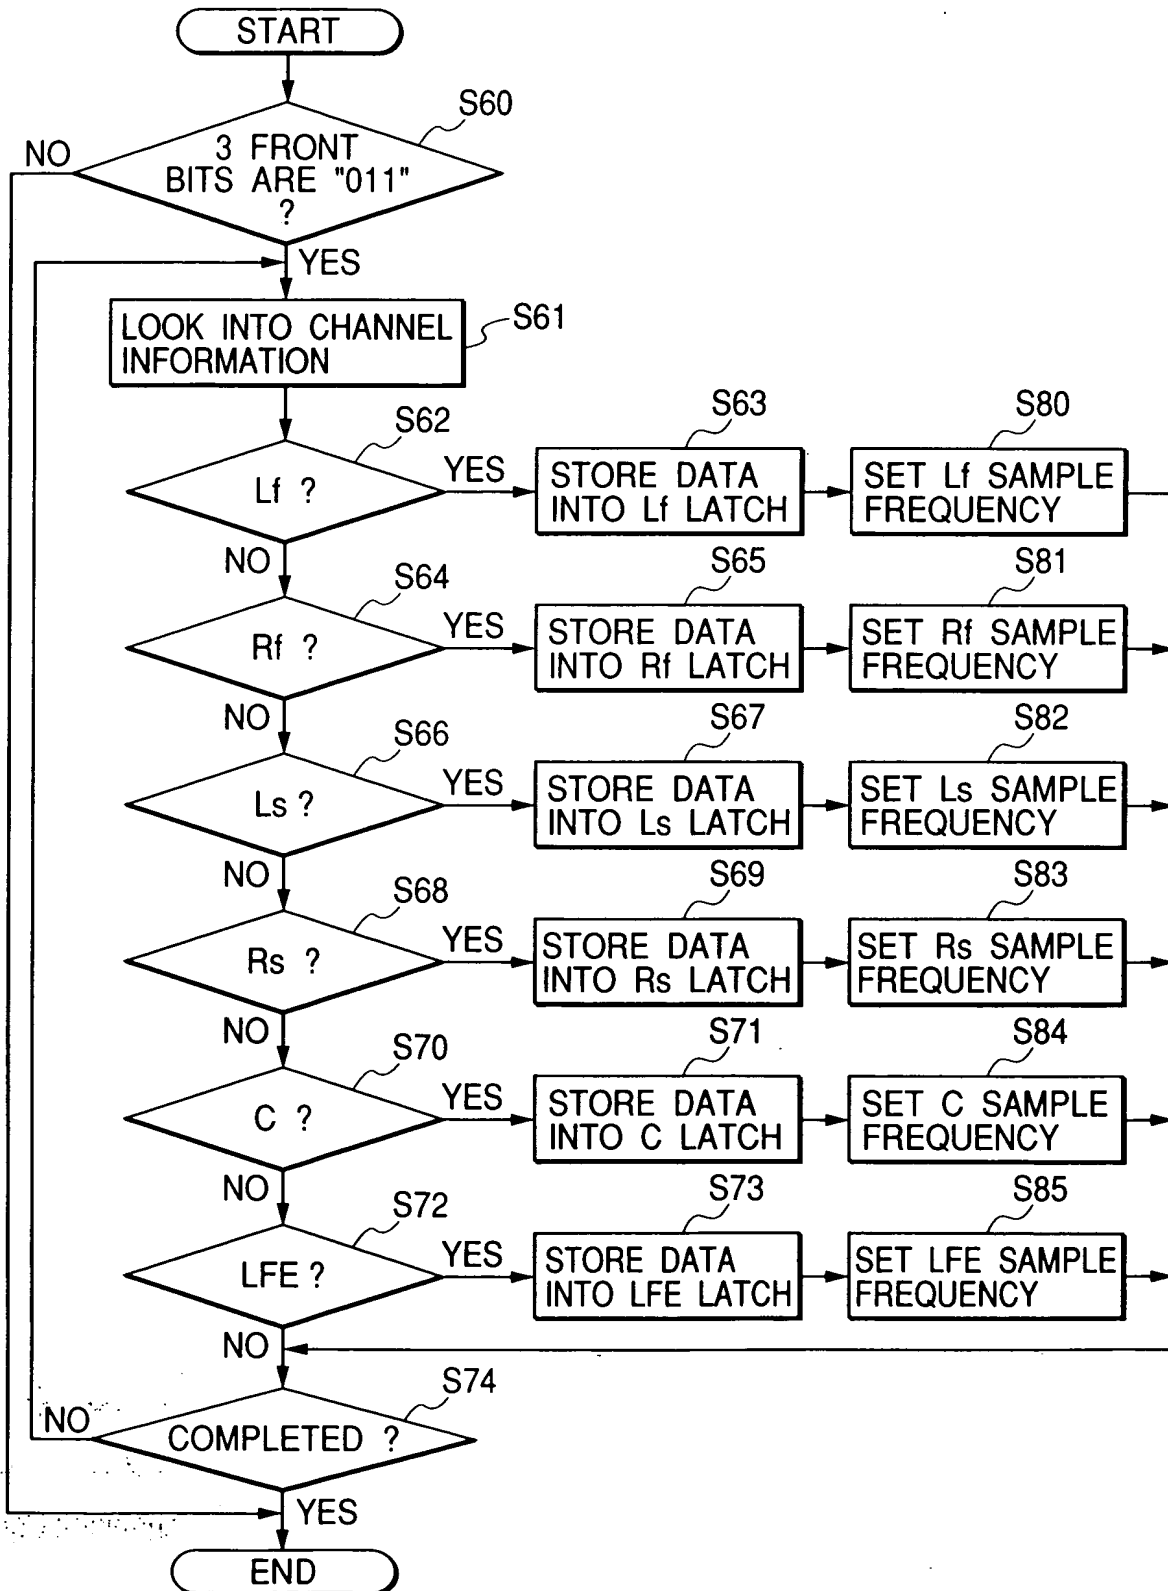 START
S60
NO
3 FRONT
BITS ARE "011"
?
YES
S61
LOOK INTO CHANNEL
INFORMATION
S62
Lf ?
YES
S63
STORE DATA
INTO Lf LATCH
S80
SET Lf SAMPLE
FREQUENCY
NO
S64
Rf ?
YES
S65
STORE DATA
INTO Rf LATCH
S81
SET Rf SAMPLE
FREQUENCY
NO
S66
Ls ?
YES
S67
STORE DATA
INTO Ls LATCH
S82
SET Ls SAMPLE
FREQUENCY
NO
S68
Rs ?
YES
S69
STORE DATA
INTO Rs LATCH
S83
SET Rs SAMPLE
FREQUENCY
NO
S70
C ?
YES
S71
STORE DATA
INTO C LATCH
S84
SET C SAMPLE
FREQUENCY
NO
S72
LFE ?
YES
S73
STORE DATA
INTO LFE LATCH
S85
SET LFE SAMPLE
FREQUENCY
NO
S74
NO
COMPLETED ?
YES
END